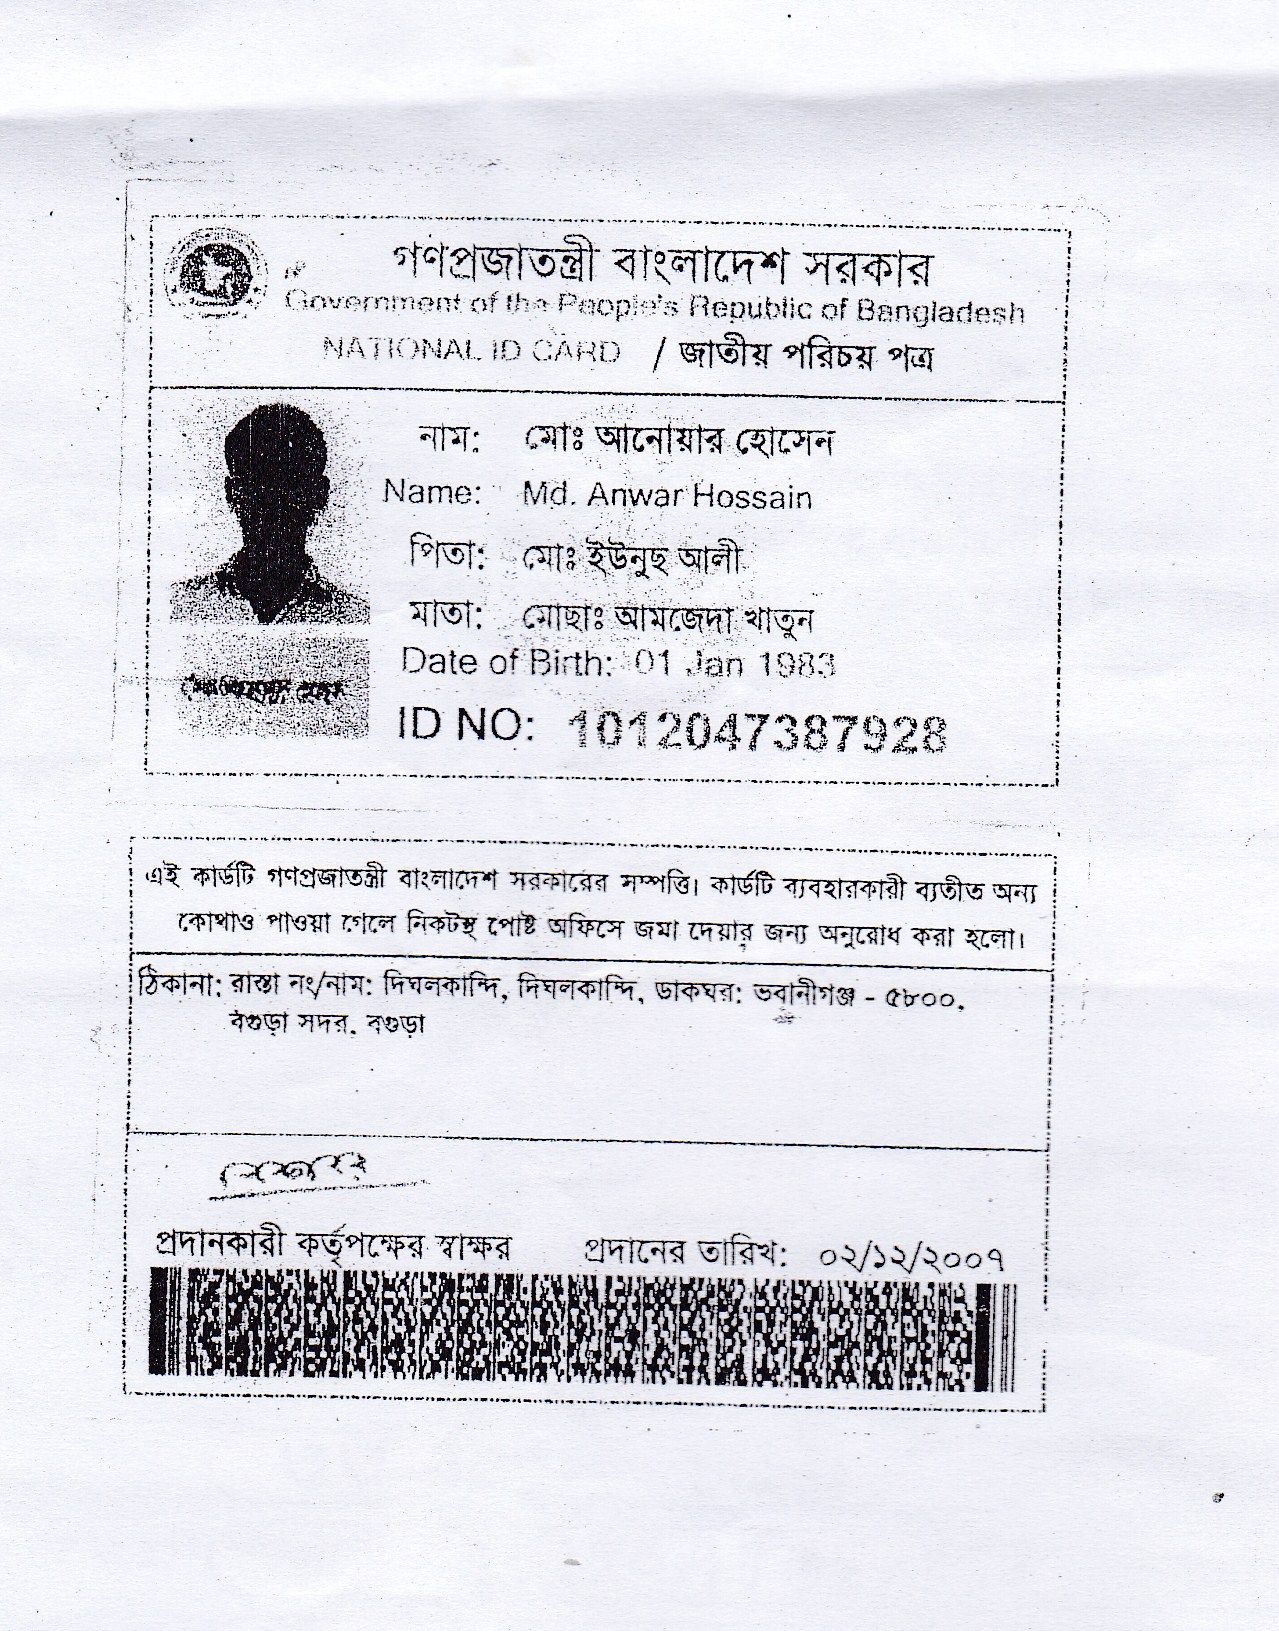 গণপ্রজাতন্ত্রী বাংলাদেশ সরকার
Government of the People's Republic of Bangladesh
NATIONAL ID CARD / জাতীয় পরিচয় পত্র
নাম: মোঃ আনোয়ার হোসেন
Name: Md. Anwar Hossain
পিতা: মোঃ ইউনুছ আলী
মাতা: মোছাঃ আমজেদা খাতুন
Date of Birth: 01 Jan 1983
ID NO: 1012047387928
এই কার্ডটি গণপ্রজাতন্ত্রী বাংলাদেশ সরকারের সম্পত্তি। কার্ডটি ব্যবহারকারী ব্যতীত অন্য
কোথাও পাওয়া গেলে নিকটস্থ পোষ্ট অফিসে জমা দেয়ার জন্য অনুরোধ করা হলো।
ঠিকানা: রাস্তা নং/নাম: দিঘলকান্দি, দিঘলকান্দি, ডাকঘর: ভবানীগঞ্জ - ৫৮০০,
বগুড়া সদর, বগুড়া
প্রদানকারী কর্তৃপক্ষের স্বাক্ষর প্রদানের তারিখ: ০২/১২/২০০৭